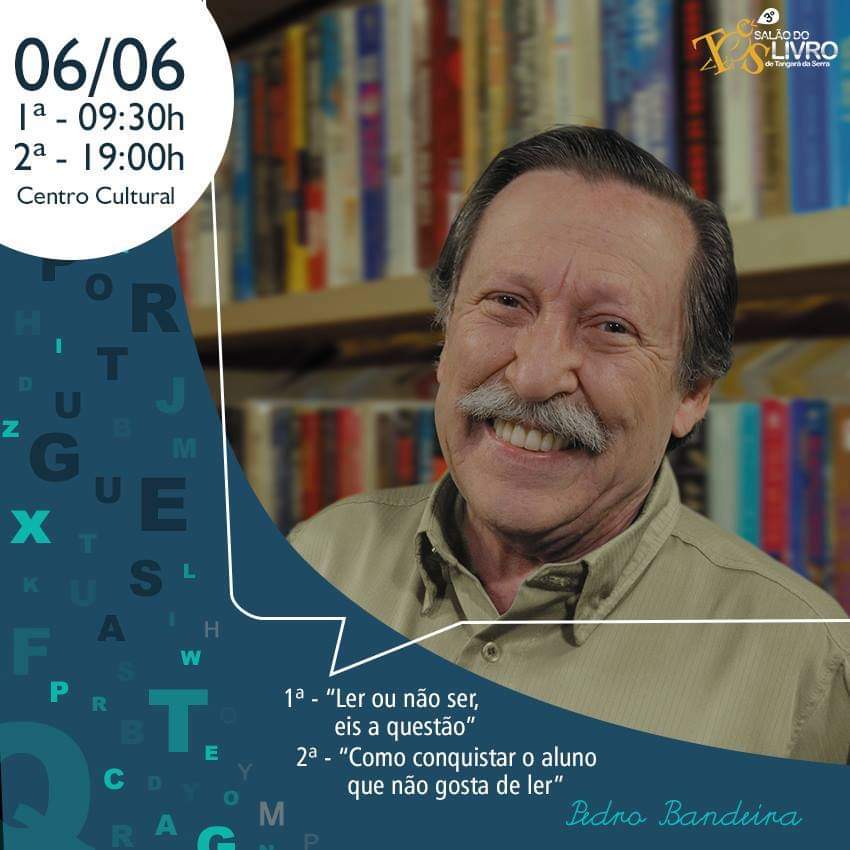 06/06
1ª - 09:30h
2ª - 19:00h
Centro Cultural
3º
SALÃO DO
LIVRO
de Tangará da Serra
1ª - “Ler ou não ser,
eis a questão”
2ª - “Como conquistar o aluno
que não gosta de ler”
Pedro Bandeira